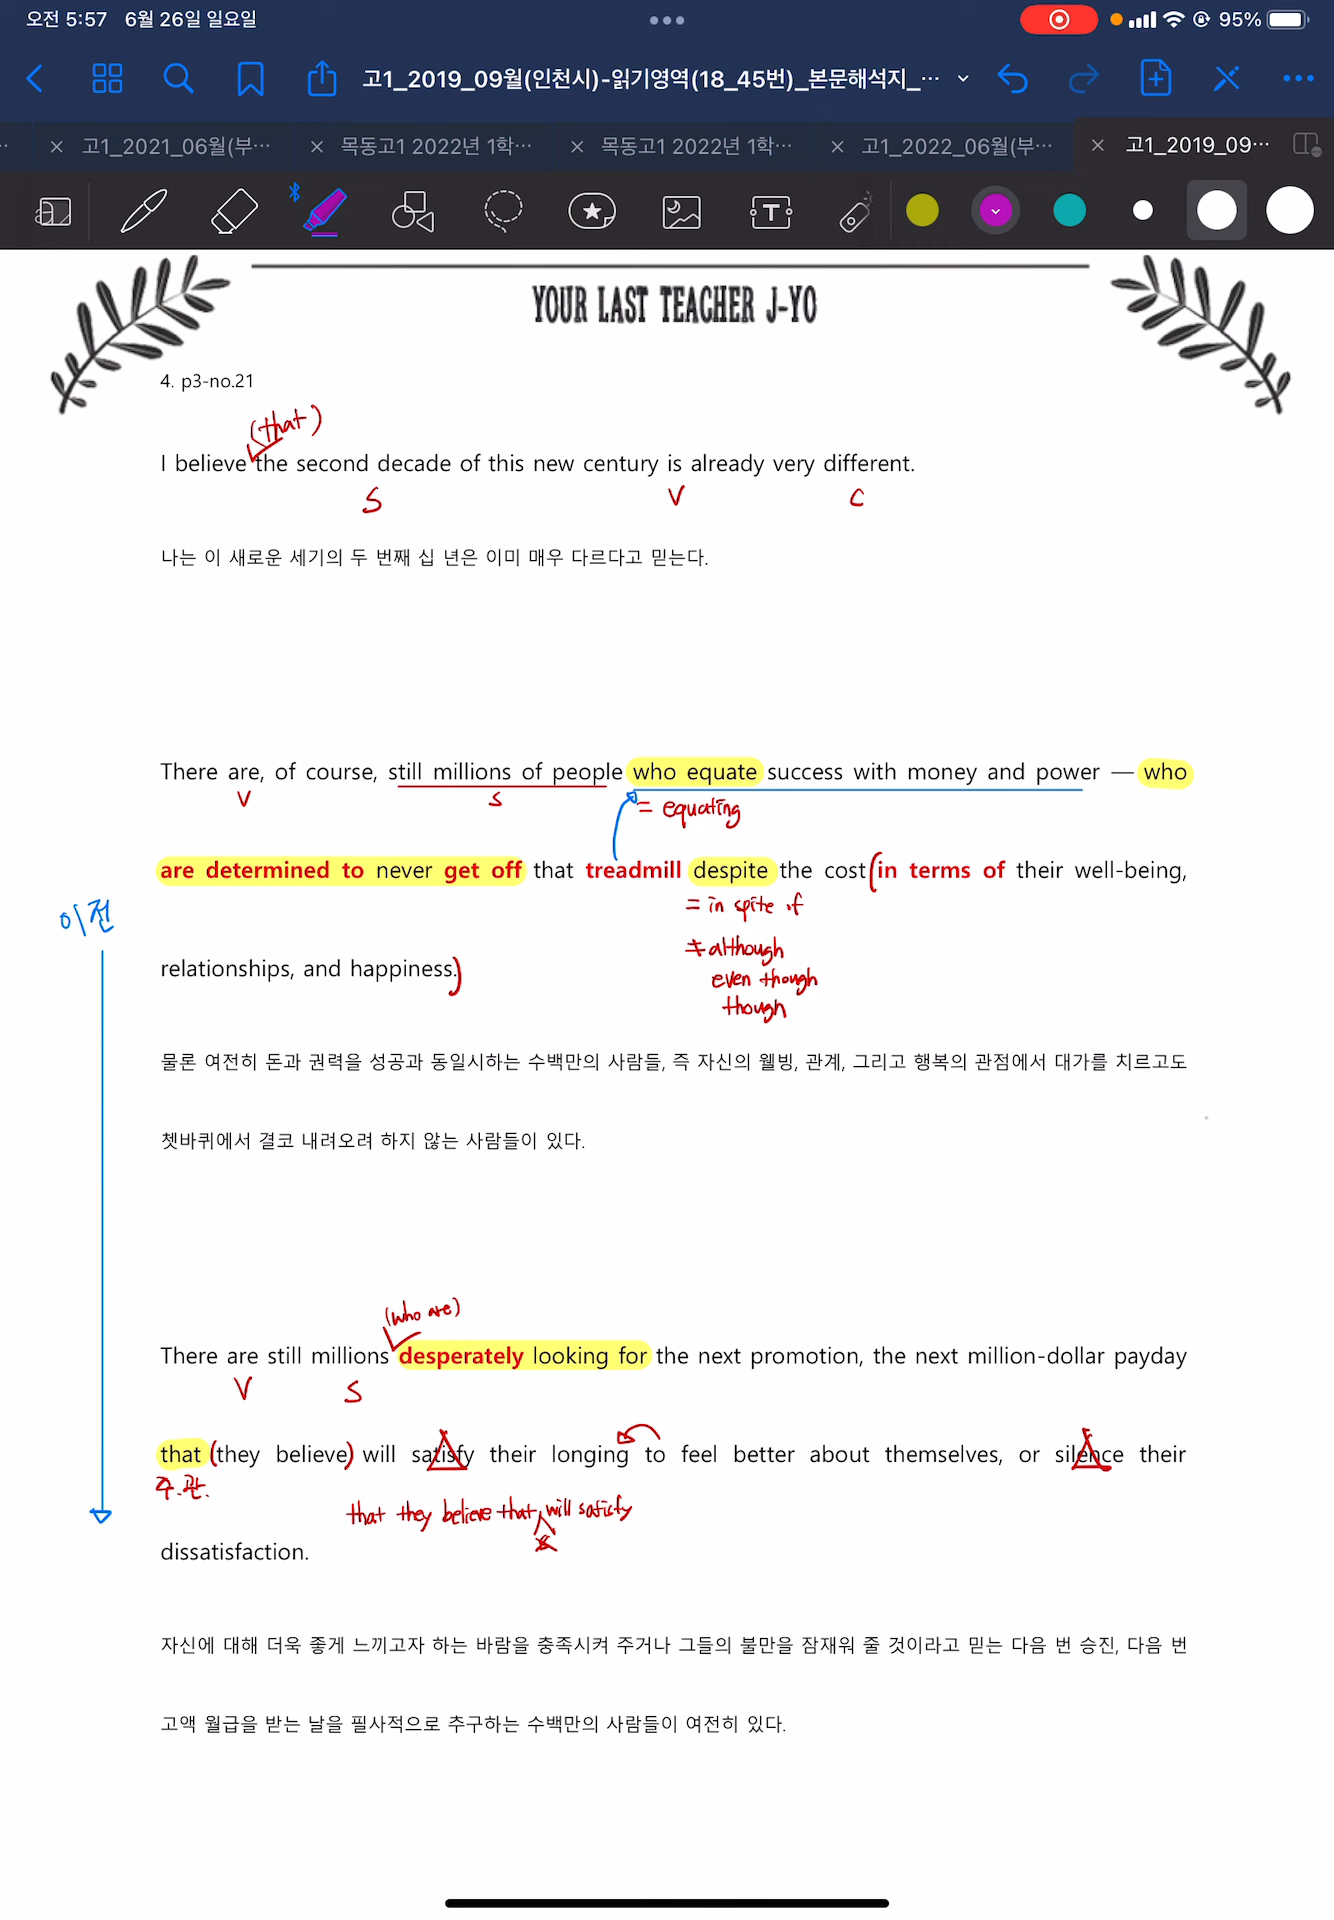 오전 5:57 6월 26일 일요일
95%
고1_2019_09월(인천시)-읽기영역(18_45번)_본문해석지_…
고1_2021_06월(부…
목동고1 2022년 1학…
목동고1 2022년 1학…
고1_2022_06월(부…
고1_2019_09…
YOUR LAST TEACHER J-YO
4. p3-no.21
(that)
I believe the second decade of this new century is already very different.
S V C
나는 이 새로운 세기의 두 번째 십 년은 이미 매우 다르다고 믿는다.
There are, of course, still millions of people who equate success with money and power — who
V S = equating
are determined to never get off that treadmill despite the cost (in terms of their well-being,
이전
= in spite of
≠ although
relationships, and happiness.)
even though
though
물론 여전히 돈과 권력을 성공과 동일시하는 수백만의 사람들, 즉 자신의 웰빙, 관계, 그리고 행복의 관점에서 대가를 치르고도
쳇바퀴에서 결코 내려오려 하지 않는 사람들이 있다.
(who are)
There are still millions desperately looking for the next promotion, the next million-dollar payday
V S
that (they believe) will satisfy their longing to feel better about themselves, or silence their
주.관.
that they believe that will satisfy
dissatisfaction.
자신에 대해 더욱 좋게 느끼고자 하는 바람을 충족시켜 주거나 그들의 불만을 잠재워 줄 것이라고 믿는 다음 번 승진, 다음 번
고액 월급을 받는 날을 필사적으로 추구하는 수백만의 사람들이 여전히 있다.